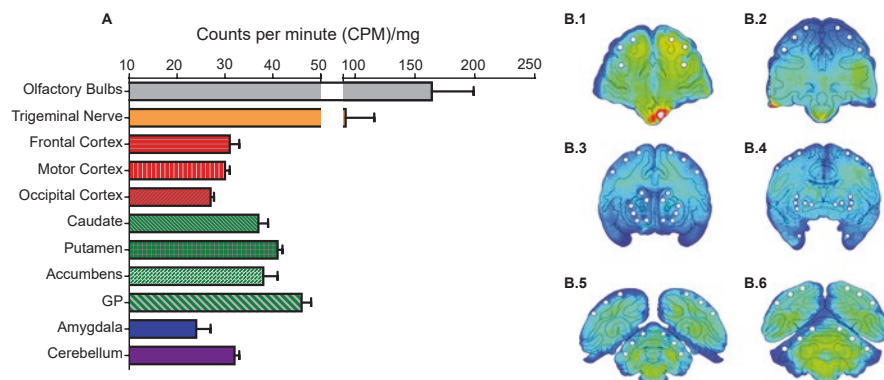 A
Counts per minute (CPM)/mg
10 20 30 40 50 100 150 200 250
Olfactory Bulbs
Trigeminal Nerve
Frontal Cortex
Motor Cortex
Occipital Cortex
Caudate
Putamen
Accumbens
GP
Amygdala
Cerebellum
B.1 B.2
B.3 B.4
B.5 B.6